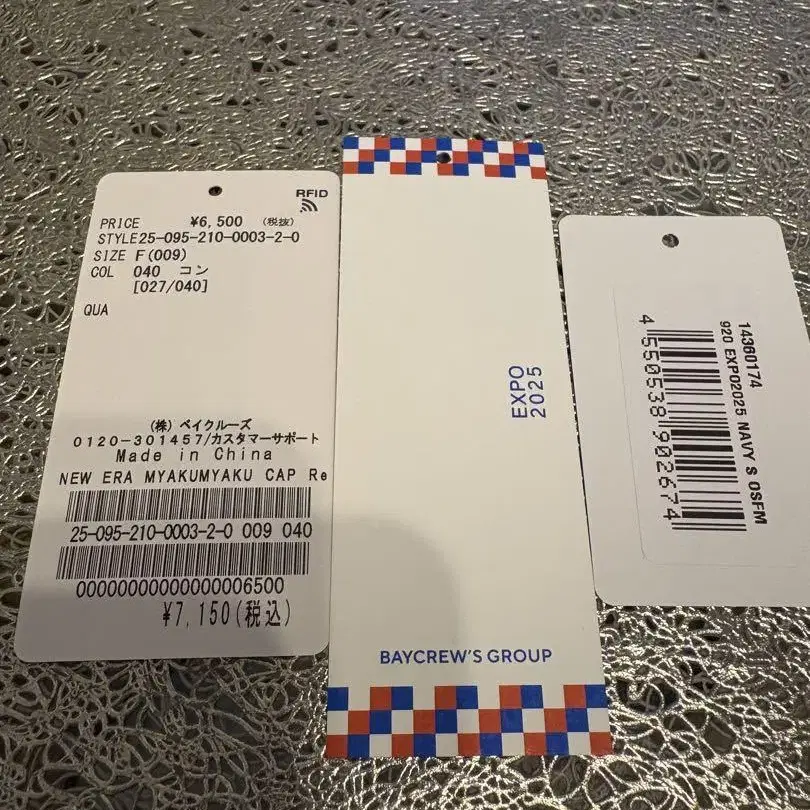 RFID
PRICE ¥6,500 (税抜)
STYLE25-095-210-0003-2-0
SIZE F(009)
COL 040 コン
[027/040]
QUA
(株) ベイクルーズ
0120-301457/カスタマーサポート
Made in China
NEW ERA MYAKUMYAKU CAP Re
25-095-210-0003-2-0 009 040
00000000000000006500
¥7,150(税込)
EXPO
2025
BAYCREW'S GROUP
14360174
920 EXPO2025 NAVY S OSFM
4 550538 902674